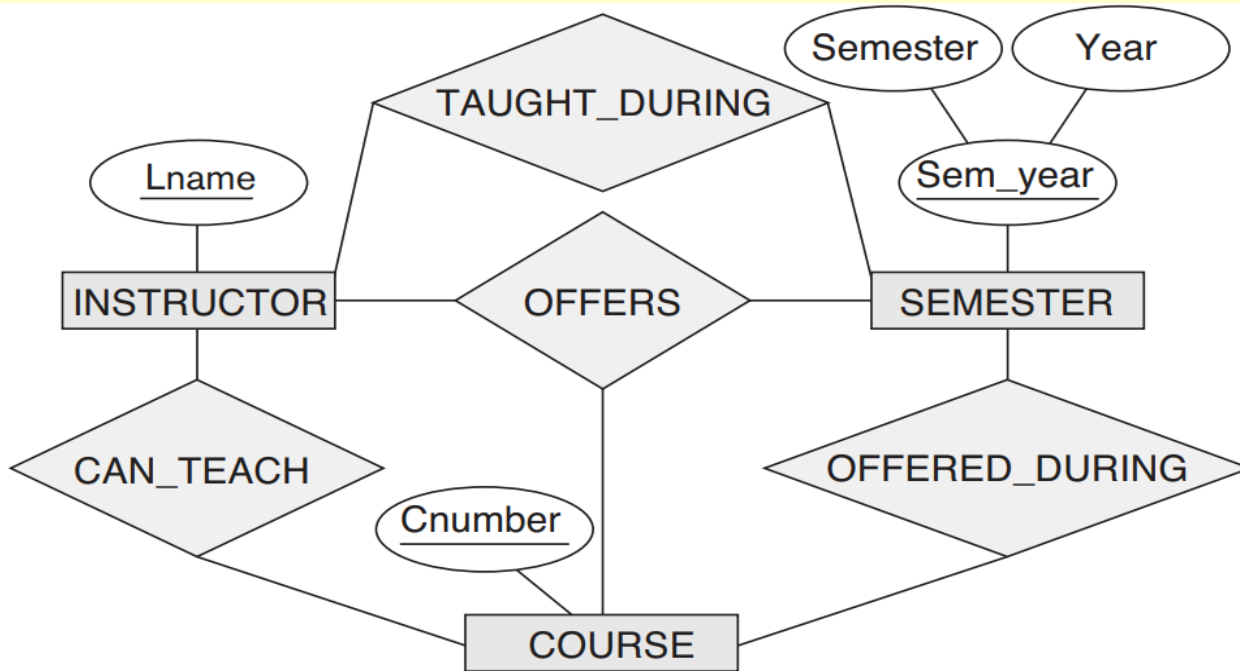 Semester
Year
TAUGHT_DURING
Lname
Sem_year
INSTRUCTOR
OFFERS
SEMESTER
CAN_TEACH
OFFERED_DURING
Cnumber
COURSE